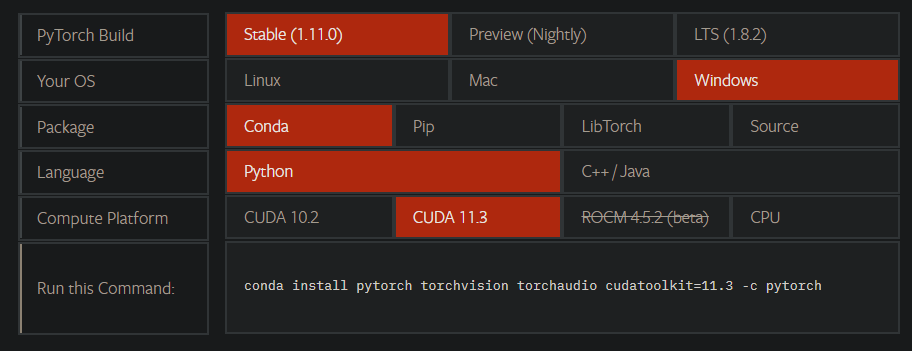 PyTorch Build Stable (1.11.0) Preview (Nightly) LTS (1.8.2)
Your OS Linux Mac Windows
Package Conda Pip LibTorch Source
Language Python C++ / Java
Compute Platform CUDA 10.2 CUDA 11.3 ROCM 4.5.2 (beta) CPU
Run this Command: conda install pytorch torchvision torchaudio cudatoolkit=11.3 -c pytorch